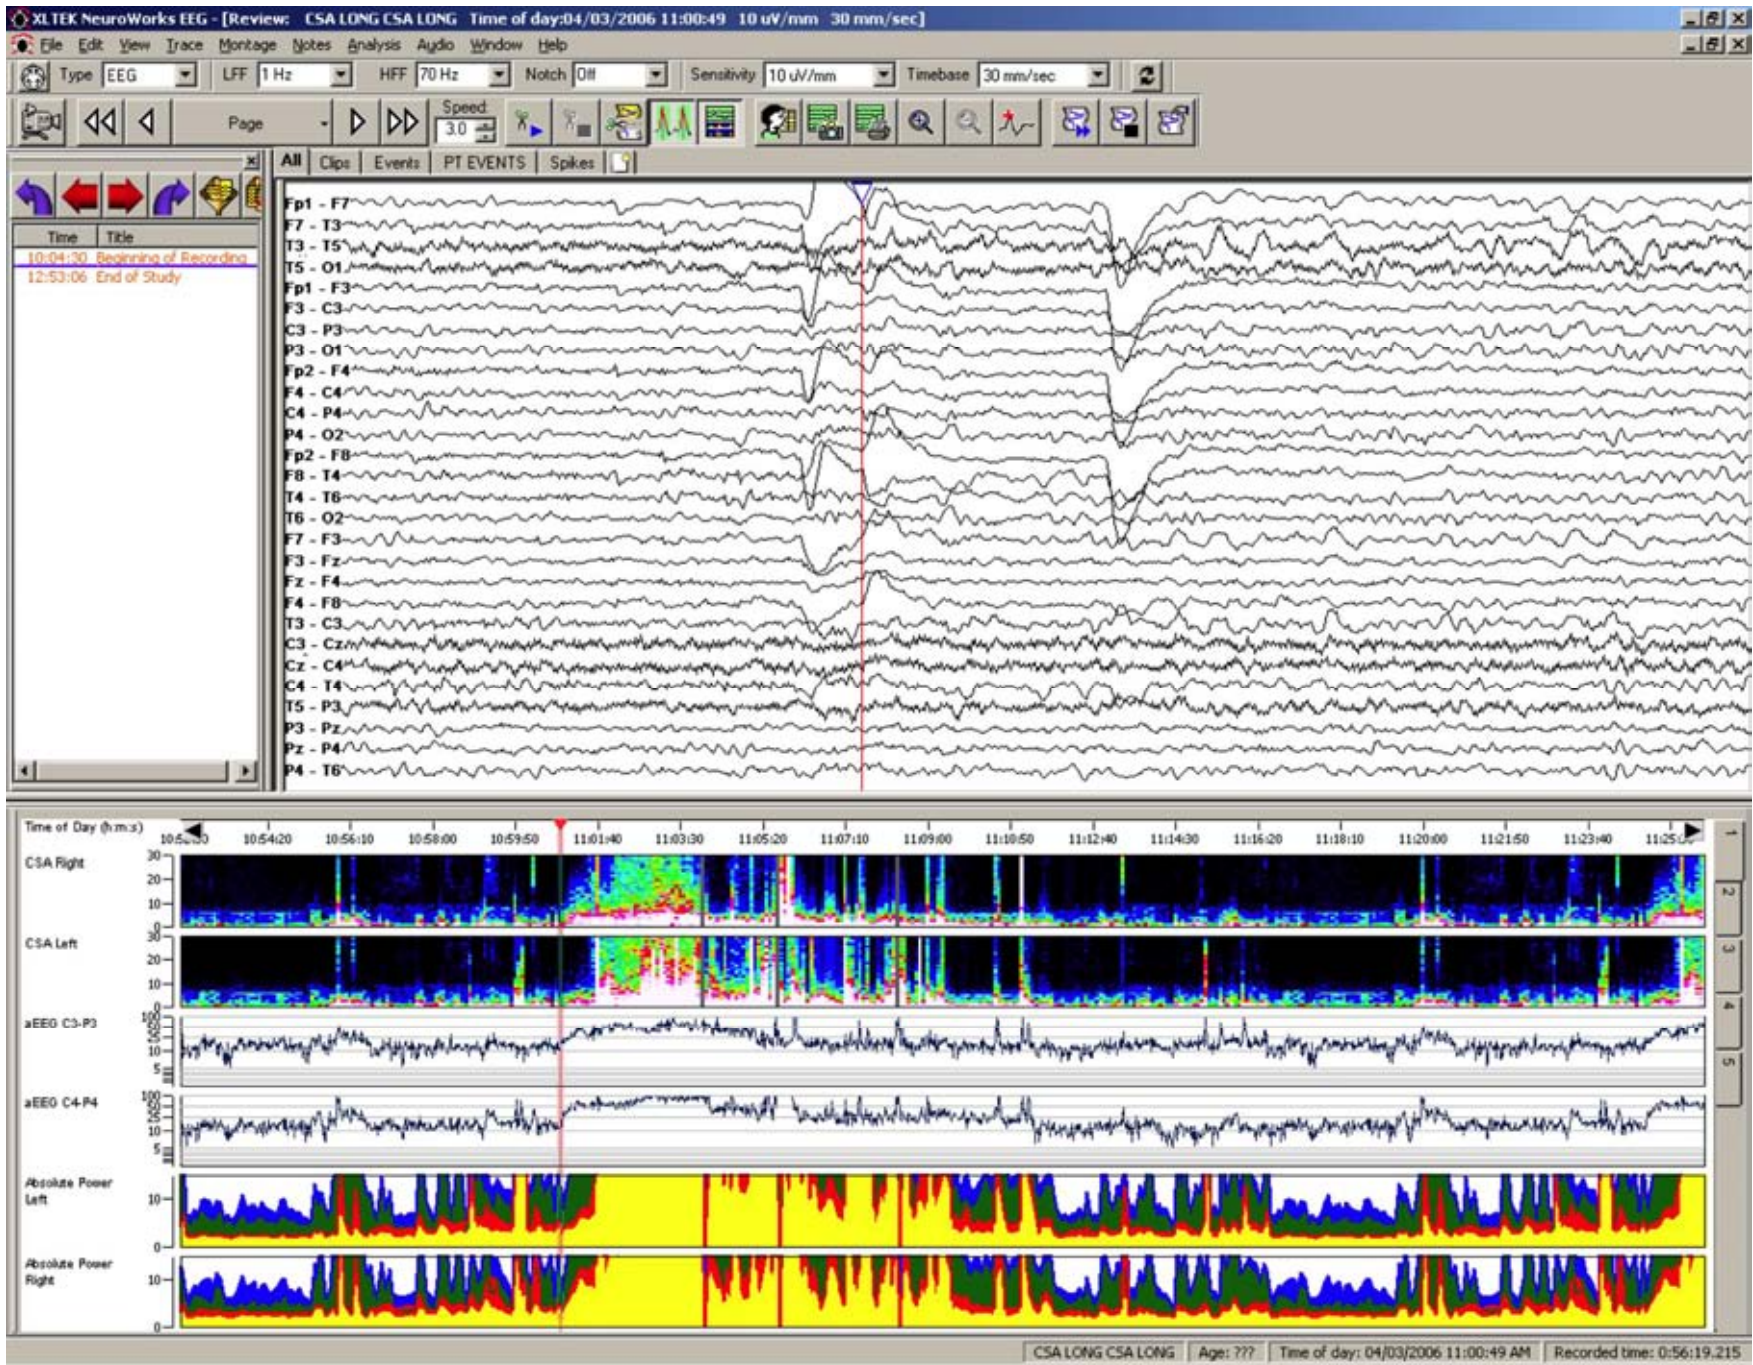 XLTEK NeuroWorks EEG - [Review: CSA LONG CSA LONG Time of day:04/03/2006 11:00:49 10 uV/mm 30 mm/sec]
File Edit View Trace Montage Notes Analysis Audio Window Help
Type EEG LFF 1 Hz HFF 70 Hz Notch Off Sensitivity 10 uV/mm Timebase 30 mm/sec
Page Speed: 3.0
All Clips Events PT EVENTS Spikes
Time Title
10:04:30 Beginning of Recording
12:53:06 End of Study
Fp1 - F7
F7 - T3
T3 - T5
T5 - O1
Fp1 - F3
F3 - C3
C3 - P3
P3 - O1
Fp2 - F4
F4 - C4
C4 - P4
P4 - O2
Fp2 - F8
F8 - T4
T4 - T6
T6 - O2
F7 - F3
F3 - Fz
Fz - F4
F4 - F8
T3 - C3
C3 - Cz
Cz - C4
C4 - T4
T5 - P3
P3 - Pz
Pz - P4
P4 - T6
Time of Day (h:m:s) 10:54:20 10:56:10 10:58:00 10:59:50 11:01:40 11:03:30 11:05:20 11:07:10 11:09:00 11:10:50 11:12:40 11:14:30 11:16:20 11:18:10 11:20:00 11:21:50 11:23:40
CSA Right
30
20
10
0
CSA Left
30
20
10
0
aEEG C3-P3
100
25
10
5
aEEG C4-P4
100
25
10
5
Absolute Power
Left
10
0
Absolute Power
Right
10
0
1
2
3
4
5
CSA LONG CSA LONG Age: ??? Time of day: 04/03/2006 11:00:49 AM Recorded time: 0:56:19.215